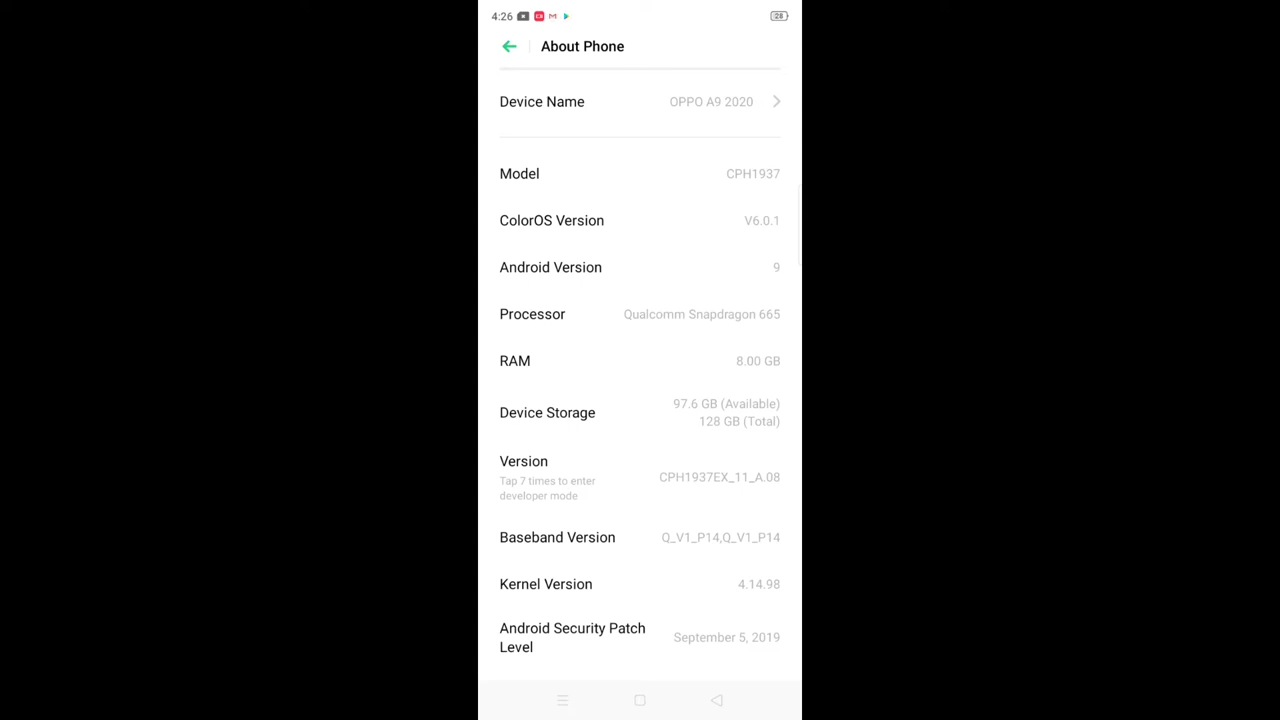 4:26 28
About Phone
Device Name OPPO A9 2020
Model CPH1937
ColorOS Version V6.0.1
Android Version 9
Processor Qualcomm Snapdragon 665
RAM 8.00 GB
Device Storage 97.6 GB (Available)
128 GB (Total)
Version
Tap 7 times to enter
developer mode
CPH1937EX_11_A.08
Baseband Version Q_V1_P14,Q_V1_P14
Kernel Version 4.14.98
Android Security Patch
Level
September 5, 2019